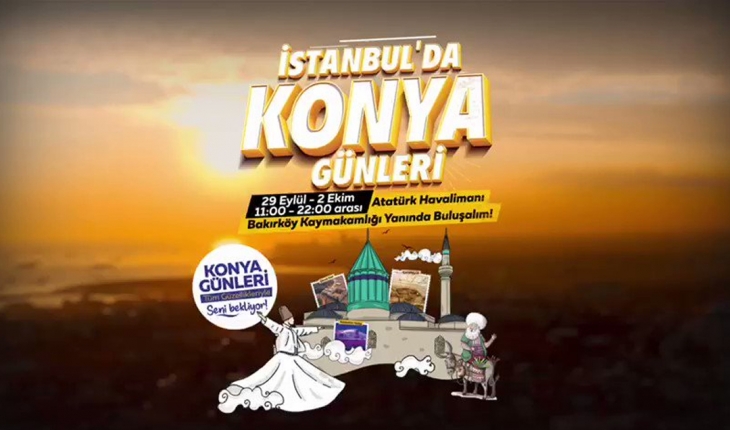 İSTANBUL'DA
KONYA
GÜNLERİ
29 Eylül - 2 Ekim
11:00 - 22:00 arası
Atatürk Havalimanı
Bakırköy Kaymakamlığı Yanında Buluşalım!
KONYA
GÜNLERİ
Tüm Güzellikleriyle
Seni bekliyor!